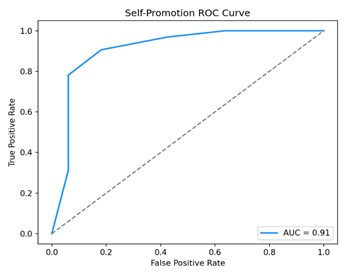 Self-Promotion ROC Curve
1.0
0.8
0.6
0.4
0.2
0.0
True Positive Rate
AUC = 0.91
0.0 0.2 0.4 0.6 0.8 1.0
False Positive Rate